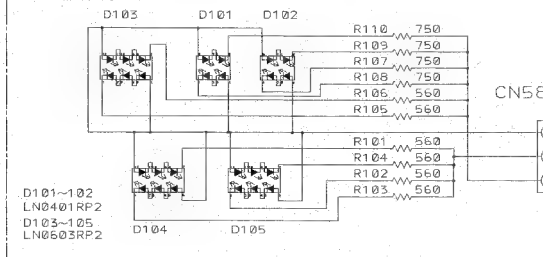 D103 D101 D102
R110 750
R109 750
R107 750
R108 750
R106 560
R105 560
CN58
R101 560
R104 560
R102 560
R103 560
D101~102
LN0401RP2
D103~105
LN0603RP2
D104 D105